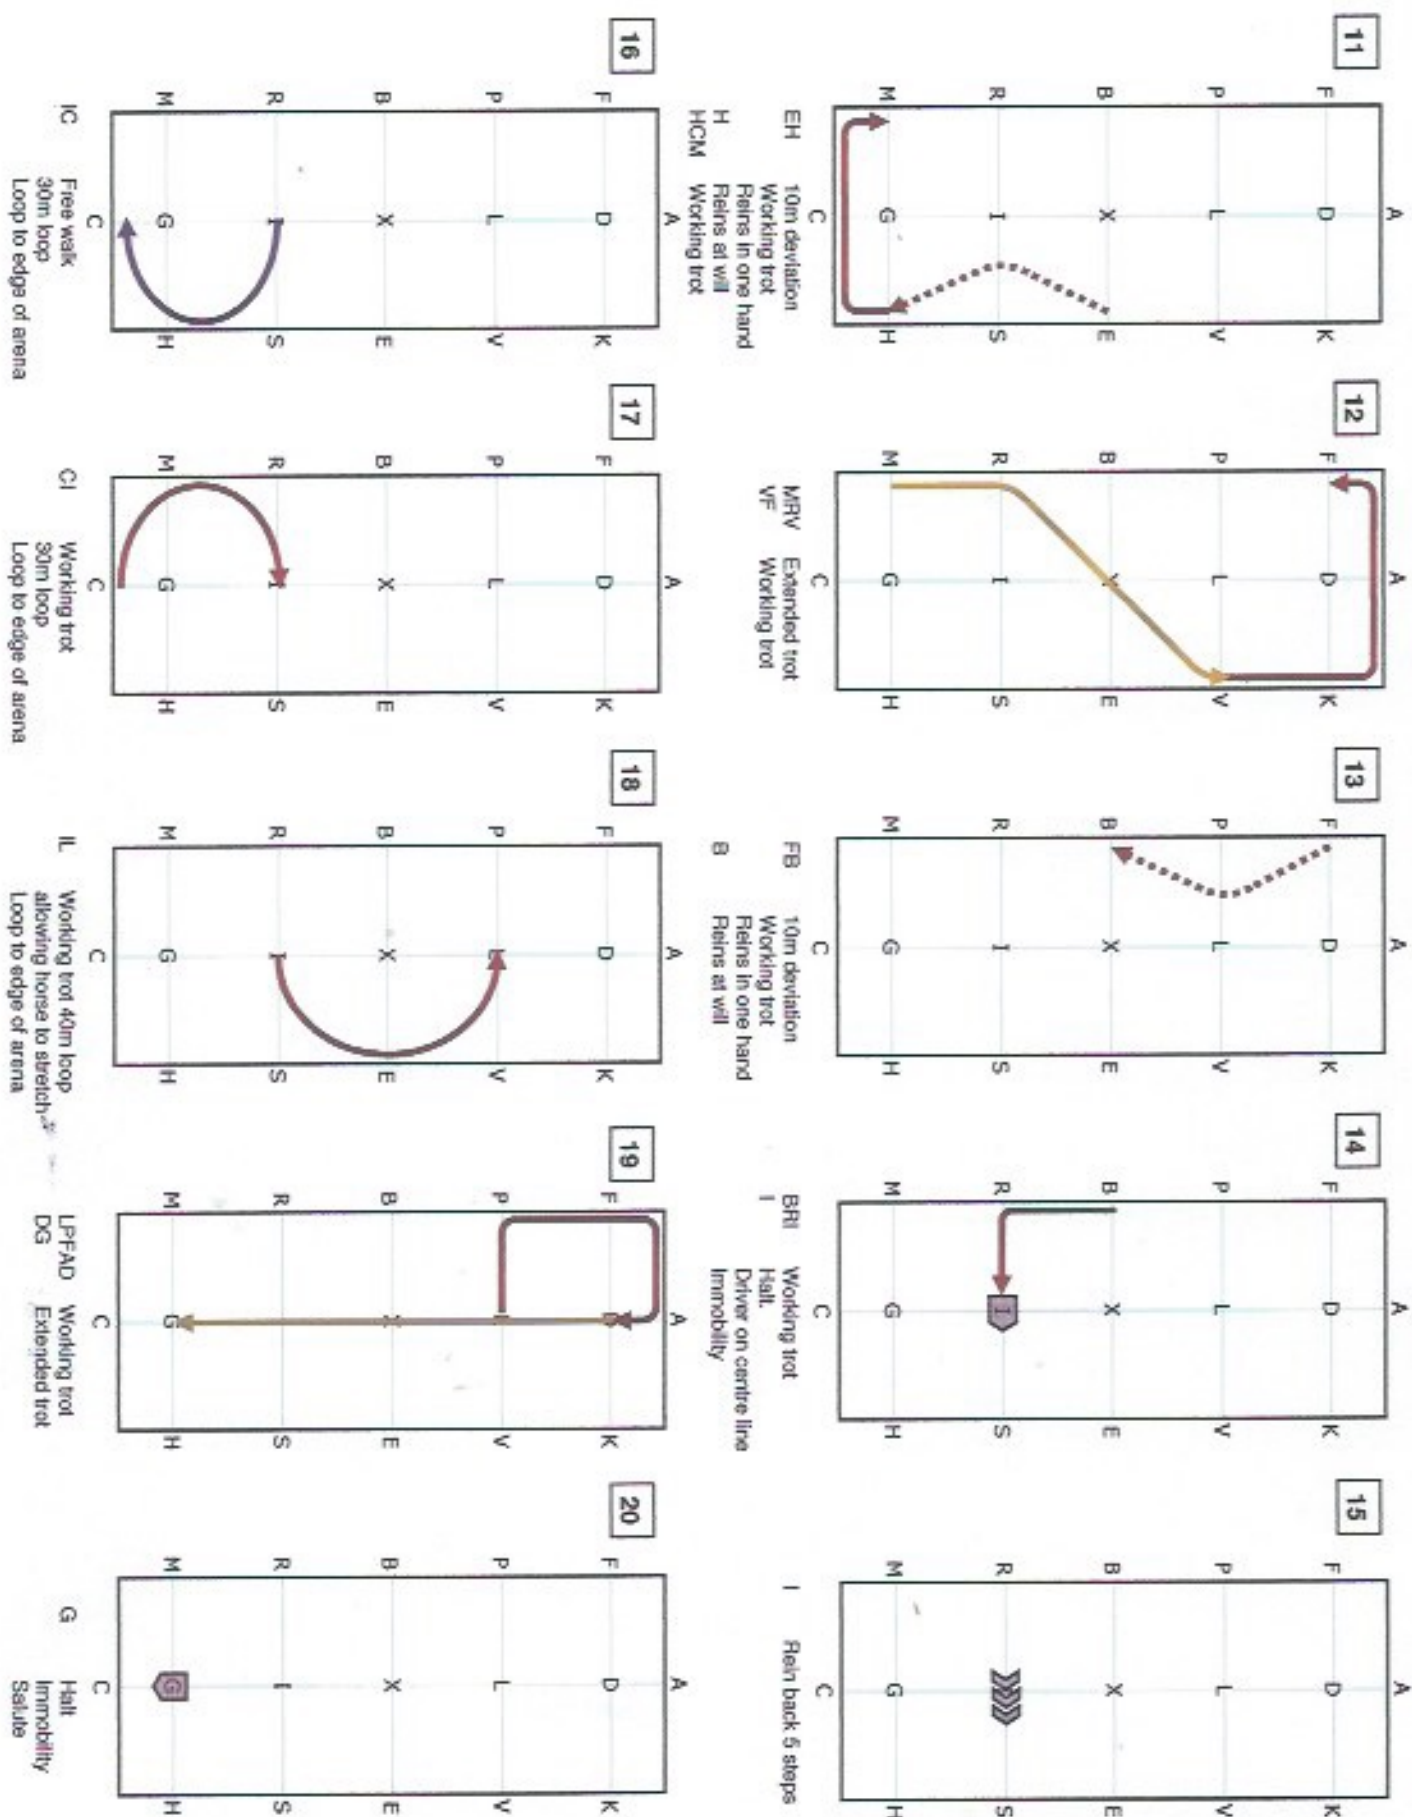 11
A
F D K
P L V
B X E
R I S
M G H
C
EH 10m deviation
Working trot
Reins in one hand
H Reins at will
HCM Working trot
12
A
F D K
P L V
B X E
R I S
M G H
C
MRV Extended trot
VF Working trot
13
A
F D K
P L V
B X E
R I S
M G H
C
FB 10m deviation
Working trot
Reins in one hand
B Reins at will
14
A
F D K
P L V
B X E
R I S
M G H
C
BRI Working trot
I Halt.
Driver on centre line
Immobility
15
A
F D K
P L V
B X E
R S
M G H
C
I Rein back 5 steps
16
A
F D K
P L V
B X E
R I S
M G H
C
IC Free walk
30m loop
Loop to edge of arena
17
A
F D K
P L V
B X E
R I S
M G H
C
CI Working trot
30m loop
Loop to edge of arena
18
A
F D K
P L V
B X E
R I S
M G H
C
IL Working trot 40m loop
allowing horse to stretch
Loop to edge of arena
19
A
F K
P V
B X E
R S
M G H
C
LPFAD Working trot
DG Extended trot
20
A
F D K
P L V
B X E
R I S
M G H
C
G Halt
Immobility
Salute